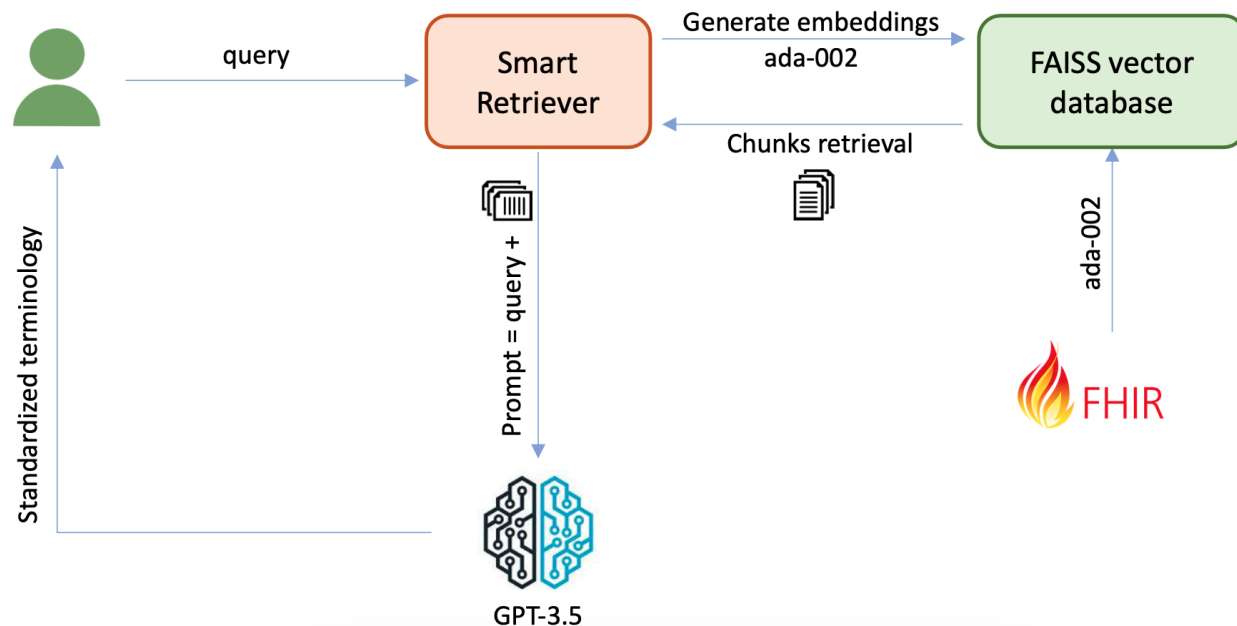 query
Smart
Retriever
Generate embeddings
ada-002
FAISS vector
database
Chunks retrieval
Standardized terminology
Prompt = query +
ada-002
FHIR
GPT-3.5